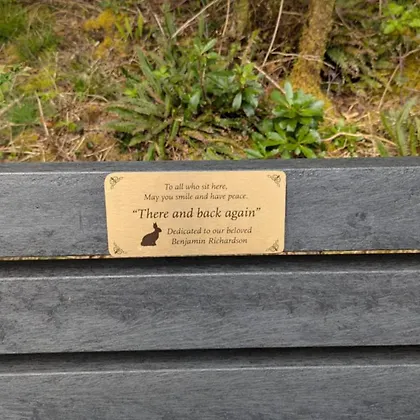 To all who sit here,
May you smile and have peace.
“There and back again”
Dedicated to our beloved
Benjamin Richardson